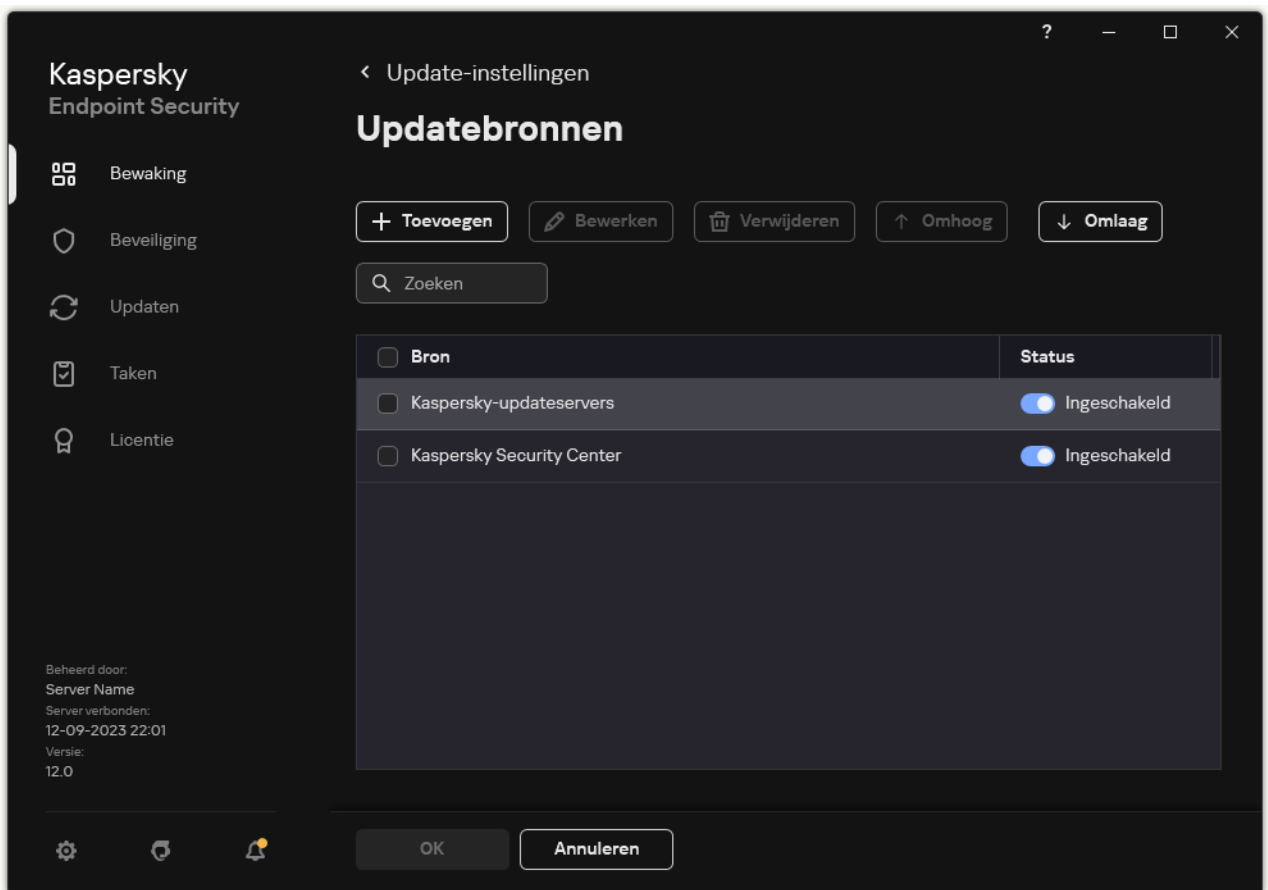 ?
Kaspersky
Endpoint Security
Bewaking
Beveiliging
Updaten
Taken
Licentie
Beheerd door:
Server Name
Server verbonden:
12-09-2023 22:01
Versie:
12.0
Update-instellingen
Updatebronnen
Toevoegen Bewerken Verwijderen Omhoog Omlaag
Zoeken
Bron Status
Kaspersky-updateservers Ingeschakeld
Kaspersky Security Center Ingeschakeld
OK Annuleren